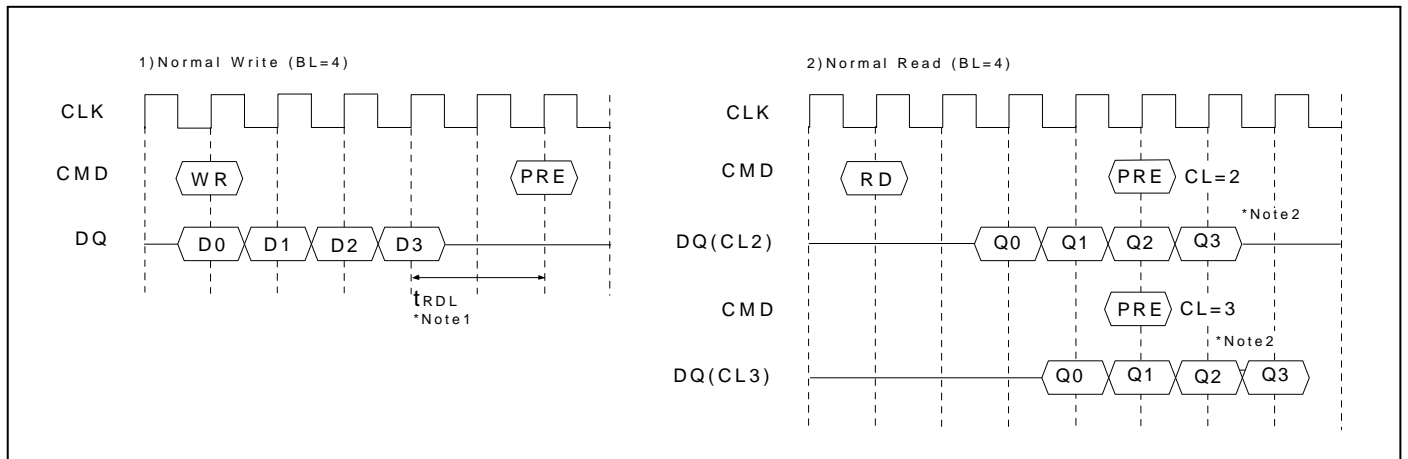 1)Normal Write (BL=4)
CLK
CMD WR PRE
DQ D0 D1 D2 D3
tRDL
*Note1
2)Normal Read (BL=4)
CLK
CMD RD PRE CL=2
*Note2
DQ(CL2) Q0 Q1 Q2 Q3
CMD PRE CL=3
*Note2
DQ(CL3) Q0 Q1 Q2 Q3